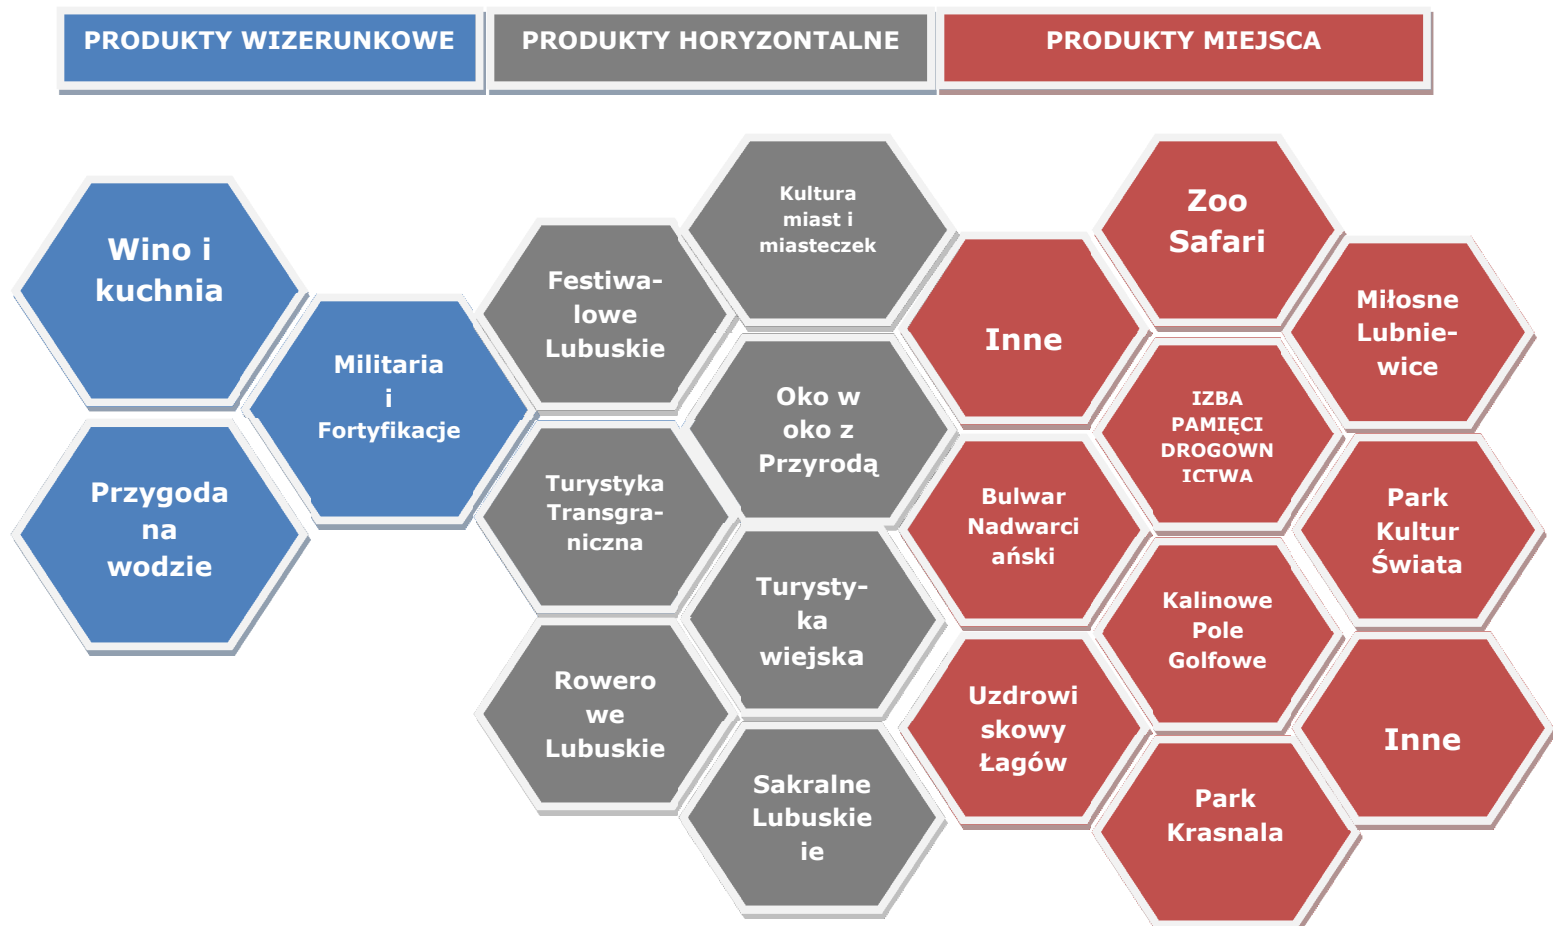 PRODUKTY WIZERUNKOWE
PRODUKTY HORYZONTALNE
PRODUKTY MIEJSCA
Wino i
kuchnia
Przygoda
na
wodzie
Militaria
i
Fortyfikacje
Festiwa-
lowe
Lubuskie
Turystyka
Transgra-
niczna
Rowero
we
Lubuskie
Kultura
miast i
miasteczek
Oko w
oko z
Przyrodą
Turysty-
ka
wiejska
Sakralne
Lubuskie
ie
Inne
Bulwar
Nadwarci
ański
Uzdrowi
skowy
Łagów
Zoo
Safari
IZBA
PAMIĘCI
DROGOWN
ICTWA
Kalinowe
Pole
Golfowe
Park
Krasnala
Miłosne
Lubnie-
wice
Park
Kultur
Świata
Inne